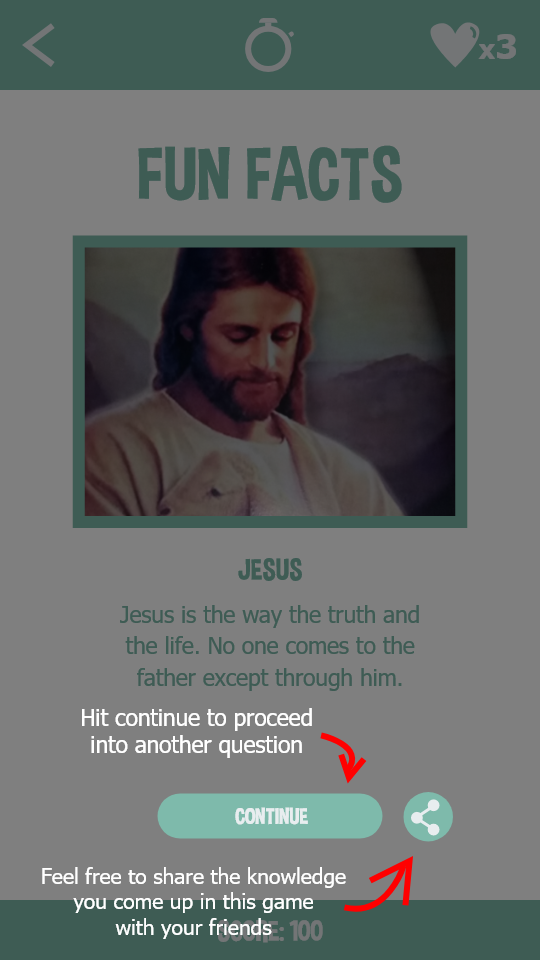 x3
FUN FACTS
JESUS
Jesus is the way the truth and
the life. No one comes to the
father except through him.
Hit continue to proceed
into another question
CONTINUE
Feel free to share the knowledge
you come up in this game
with your friends
SCORE: 100